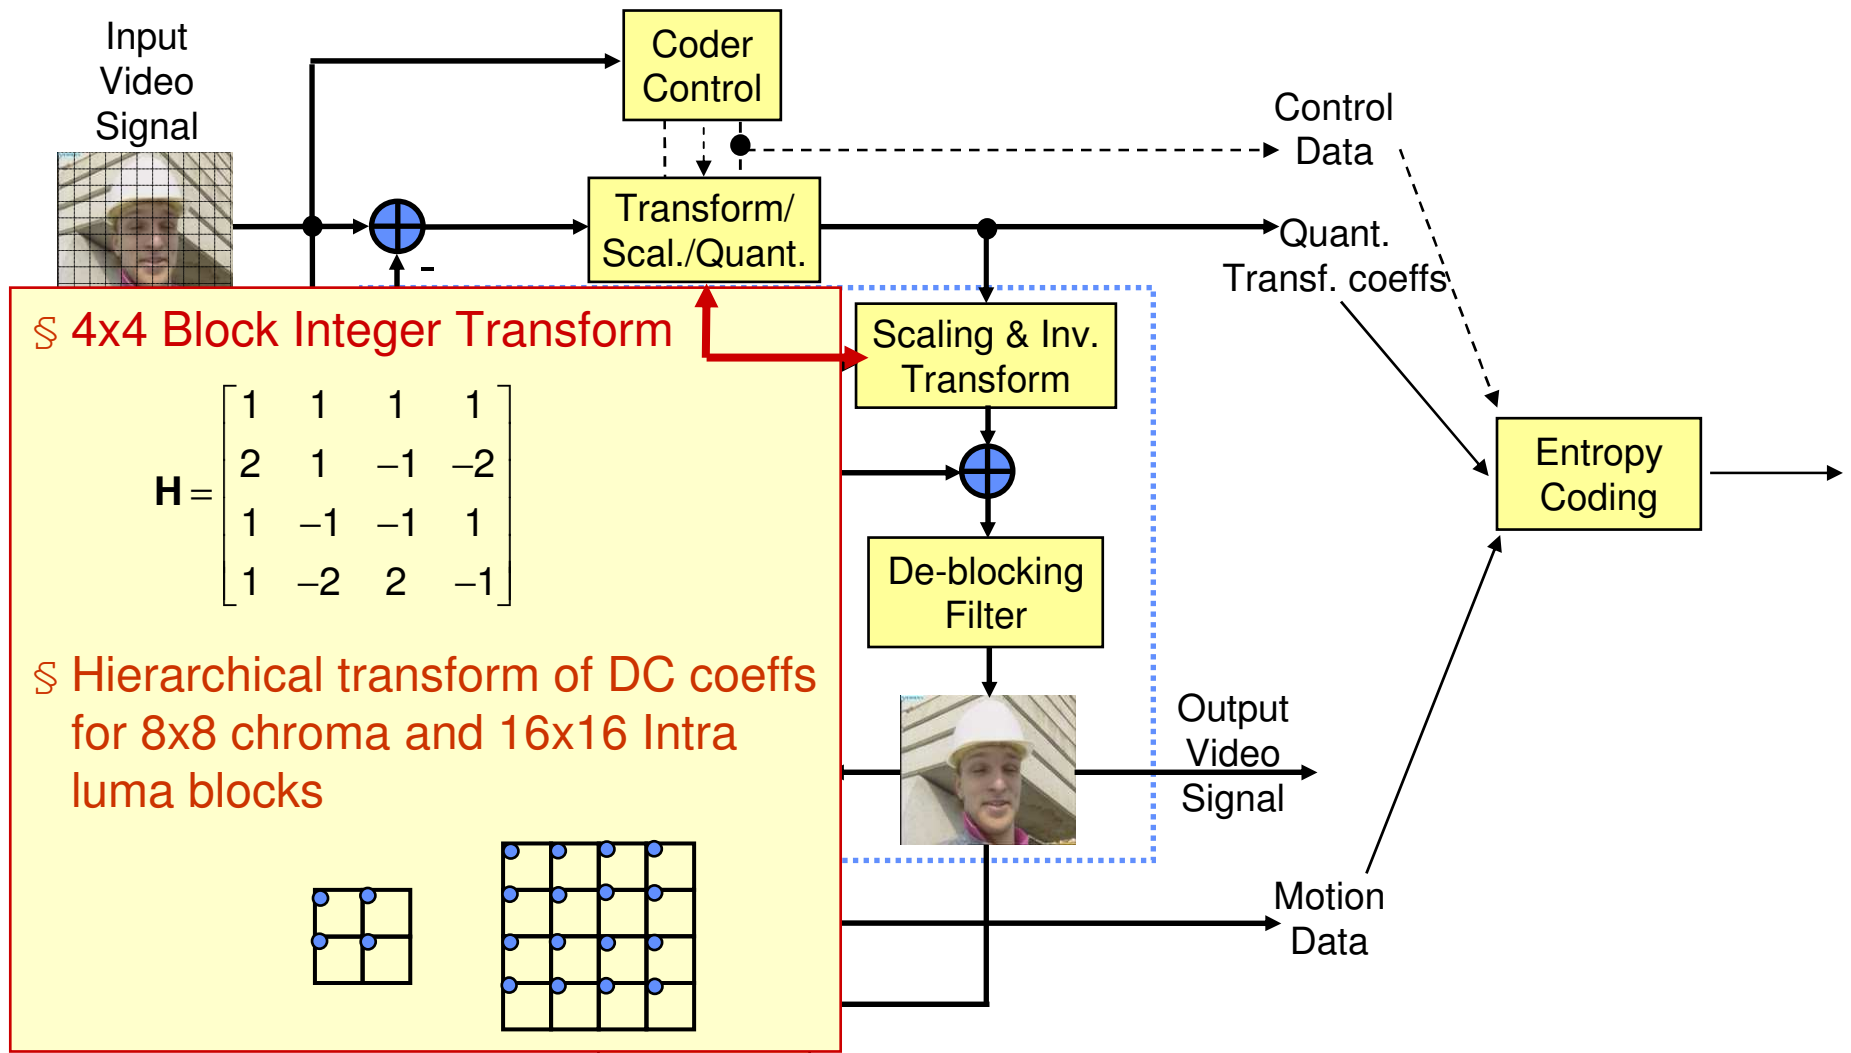 Input
Video
Signal
Coder
Control
Control
Data
Transform/
Scal./Quant.
-
Quant.
Transf. coeffs
§ 4x4 Block Integer Transform
H = [1 1 1 1
2 1 −1 −2
1 −1 −1 1
1 −2 2 −1]
§ Hierarchical transform of DC coeffs
for 8x8 chroma and 16x16 Intra
luma blocks
Scaling & Inv.
Transform
Entropy
Coding
De-blocking
Filter
Output
Video
Signal
Motion
Data